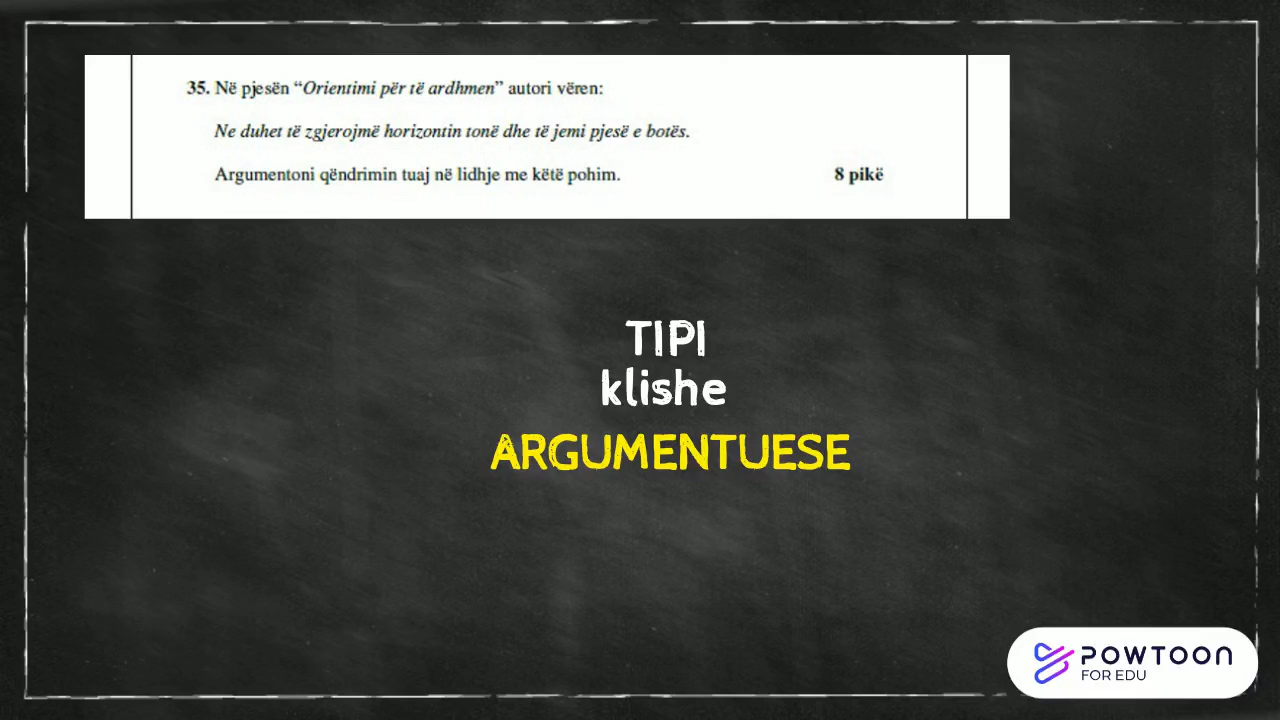 35. Në pjesën “Orientimi për të ardhmen” autori vëren:
Ne duhet të zgjerojmë horizontin tonë dhe të jemi pjesë e botës.
Argumentoni qëndrimin tuaj në lidhje me këtë pohim. 8 pikë
TIPI
klishe
ARGUMENTUESE
POWTOON
FOR EDU